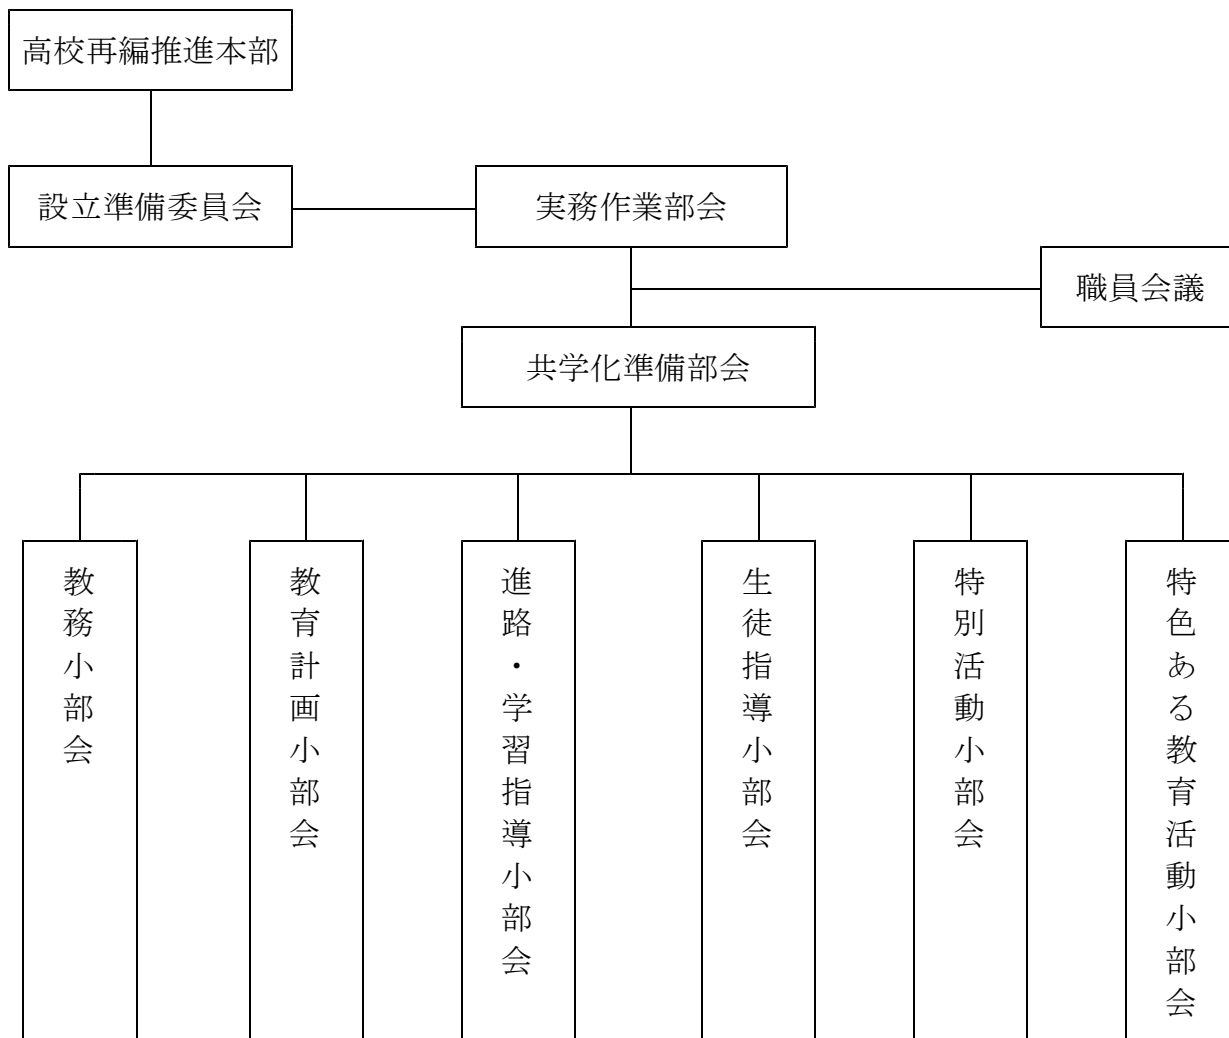 高校再編推進本部
設立準備委員会
実務作業部会
職員会議
共学化準備部会
教務小部会
教育計画小部会
進路・学習指導小部会
生徒指導小部会
特別活動小部会
特色ある教育活動小部会